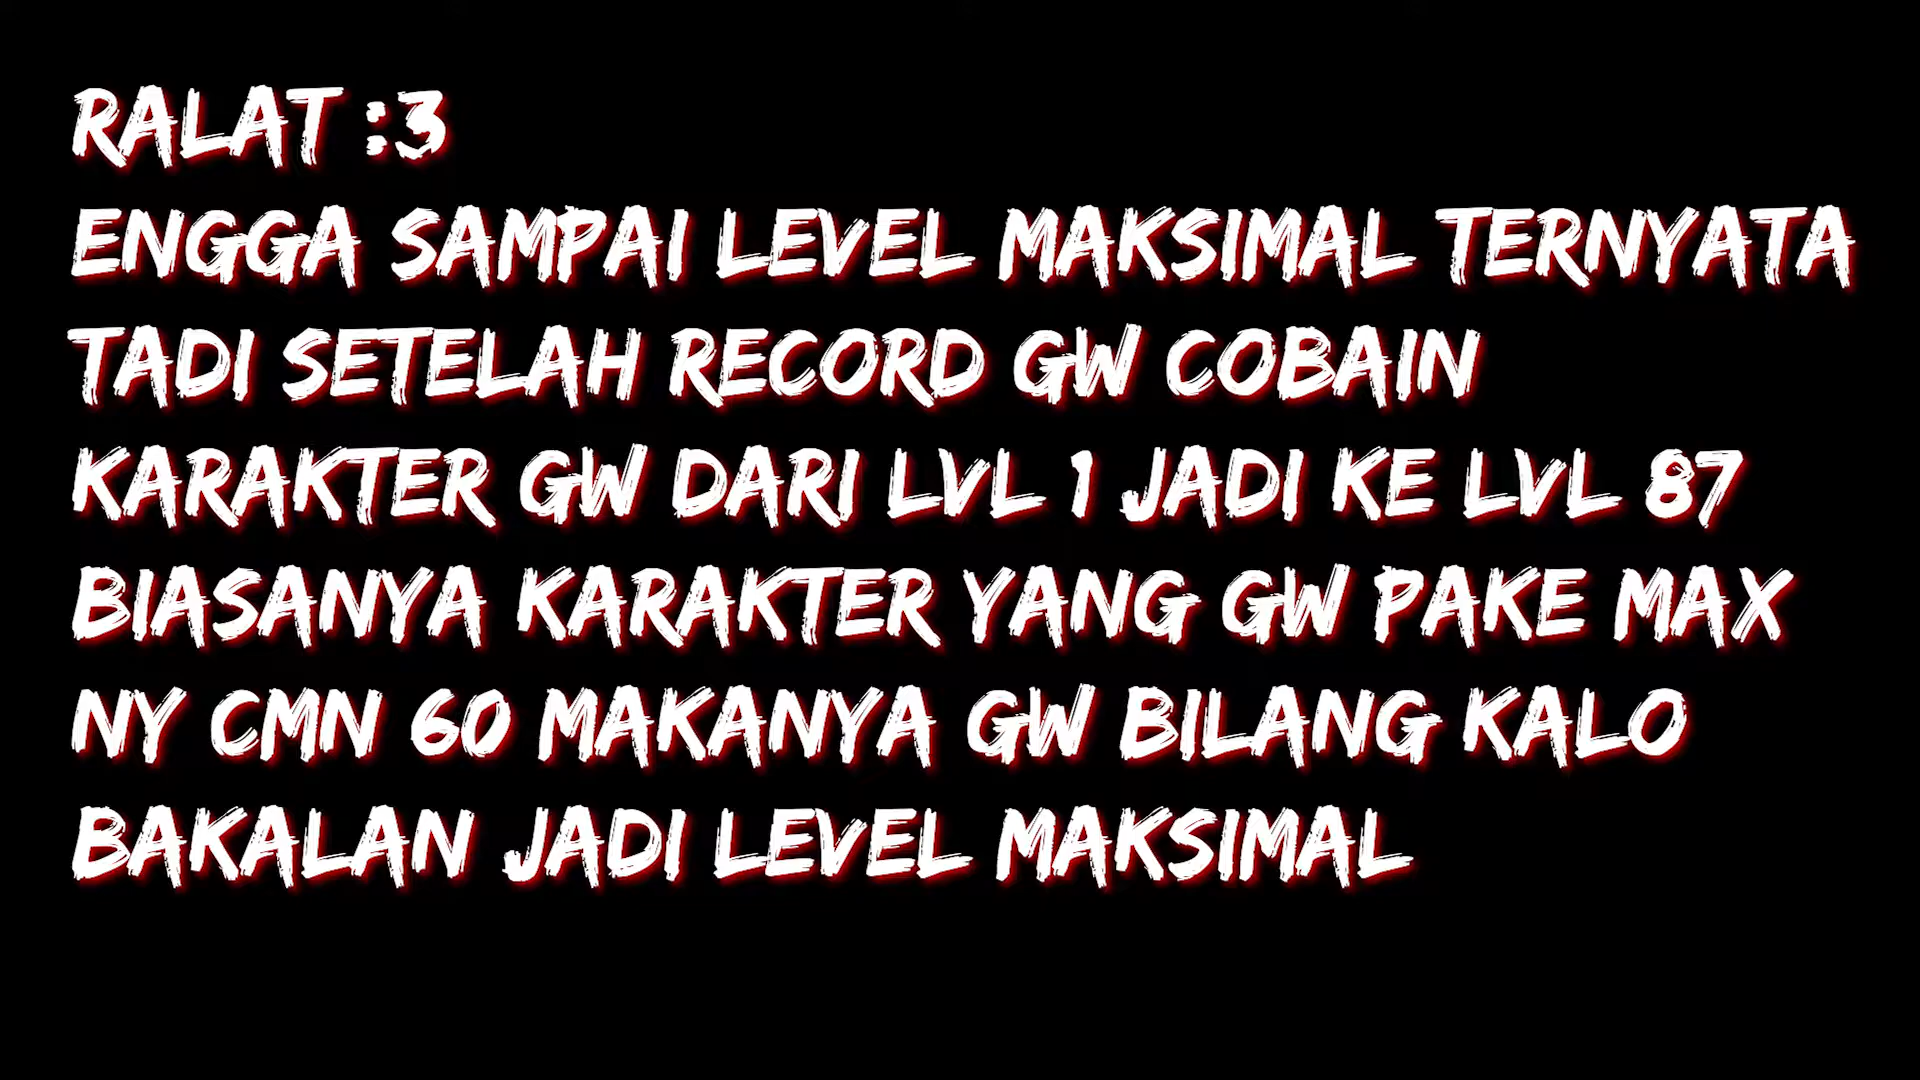 RALAT :3
ENGGA SAMPAI LEVEL MAKSIMAL TERNYATA
TADI SETELAH RECORD GW COBAIN
KARAKTER GW DARI LVL 1 JADI KE LVL 87
BIASANYA KARAKTER YANG GW PAKE MAX
NY CMN 60 MAKANYA GW BILANG KALO
BAKALAN JADI LEVEL MAKSIMAL